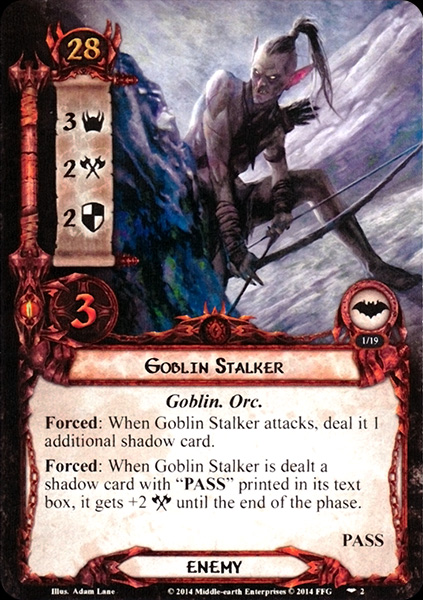 28
3
2
2
3
1/19
Goblin Stalker
Goblin. Orc.
Forced: When Goblin Stalker attacks, deal it 1
additional shadow card.
Forced: When Goblin Stalker is dealt a
shadow card with “PASS” printed in its text
box, it gets +2 until the end of the phase.
PASS
ENEMY
Illus. Adam Lane
© 2014 Middle-earth Enterprises © 2014 FFG
2